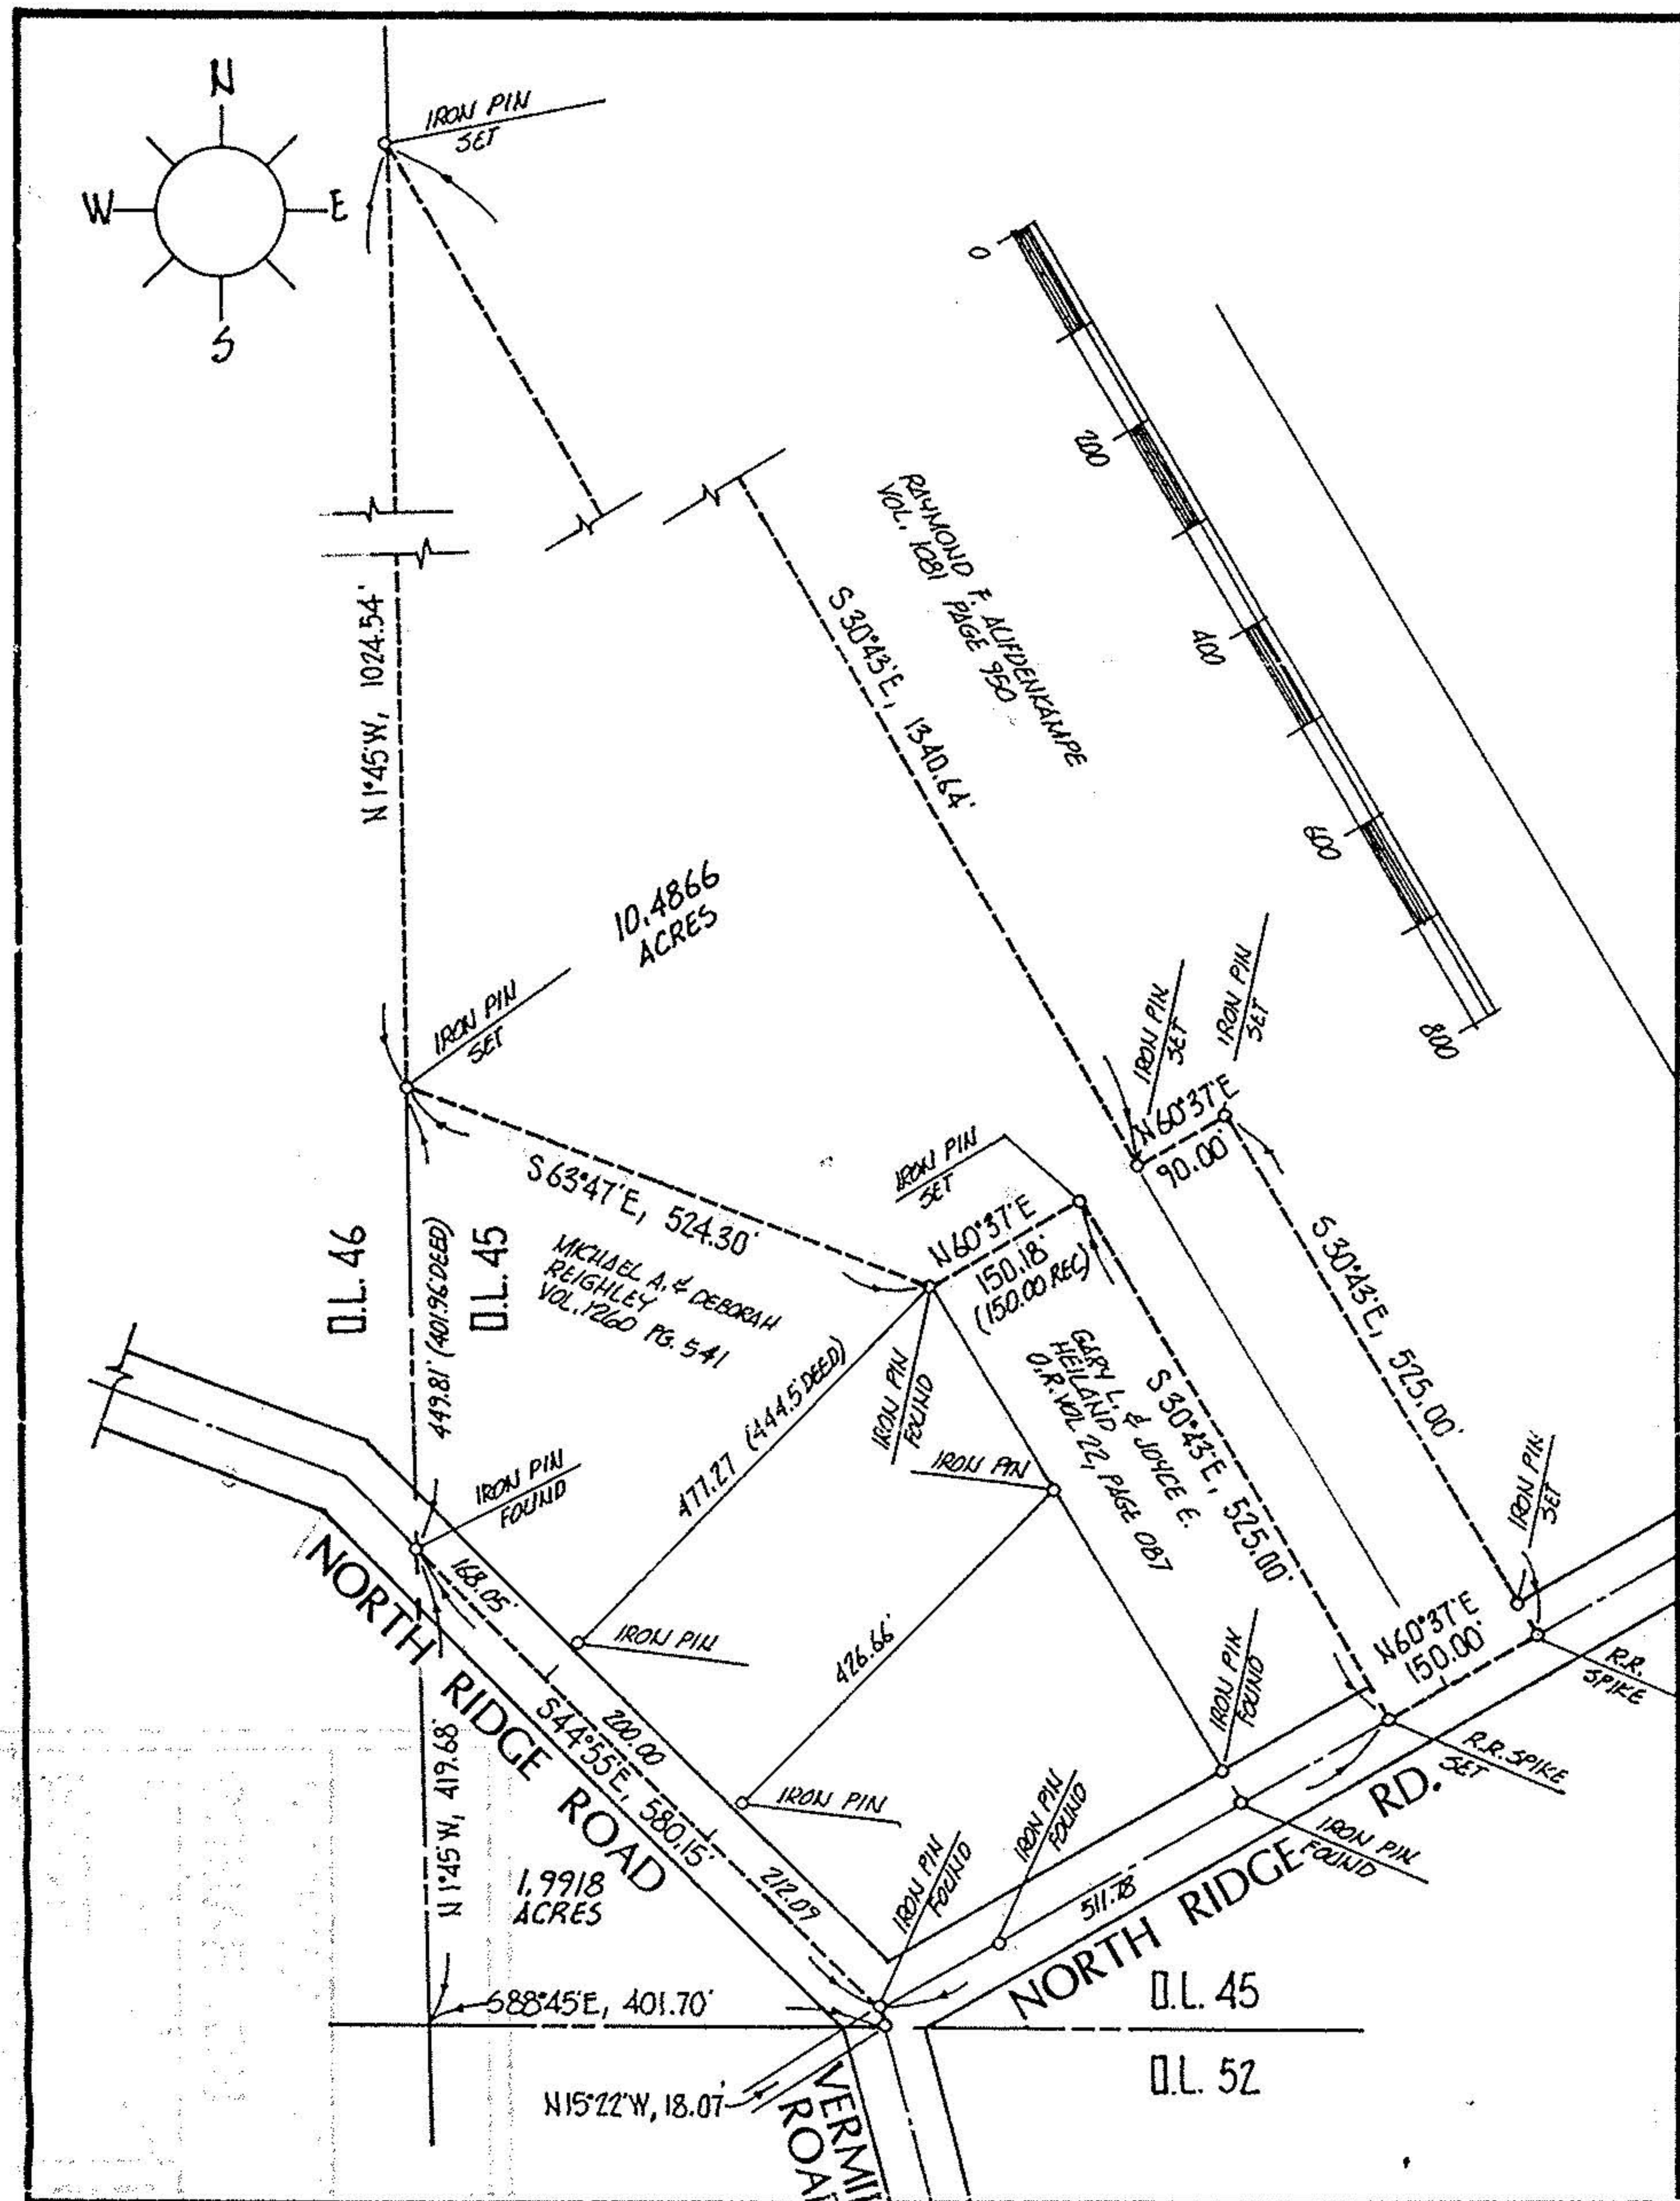 N
W
E
S
IRON PIN
SET
0
200
400
600
800
RAYMOND F. AUFDENKAMPE
VOL. 1081 PAGE 950
N 1°45'W, 1024.54'
S 30°43'E, 1340.64'
10.4866
ACRES
IRON PIN
SET
IRON PIN
SET
IRON PIN
SET
N 60°37'E
90.00'
IRON PIN
SET
S 63°47'E, 524.30'
N 60°37'E
150.18'
(150.00 REC)
O.L. 46
449.81' (401.96 DEED)
O.L. 45
MICHAEL A. & DEBORAH
REIGHLEY
VOL. 1260 PG. 541
S 30°43'E, 525.00'
GARY L. & JOYCE E.
HEILAND
O.R. VOL 22, PAGE 087
S 30°43'E, 525.00'
477.27 (444.5 DEED)
IRON PIN
FOUND
IRON PIN
IRON PIN
FOUND
IRON PIN
SET
168.05'
IRON PIN
426.66'
N 60°37'E
150.00'
IRON PIN
FOUND
R.R.
SPIKE
R.R. SPIKE
SET
NORTH RIDGE ROAD
200.00
S 44°55'E, 580.15'
N 1°45'W, 419.68'
IRON PIN
212.09
1.9918
ACRES
IRON PIN
FOUND
IRON PIN
FOUND
IRON PIN
FOUND
511.78'
NORTH RIDGE RD.
S 88°45'E, 401.70'
O.L. 45
O.L. 52
N 15°22'W, 18.07'
VERMI
ROA